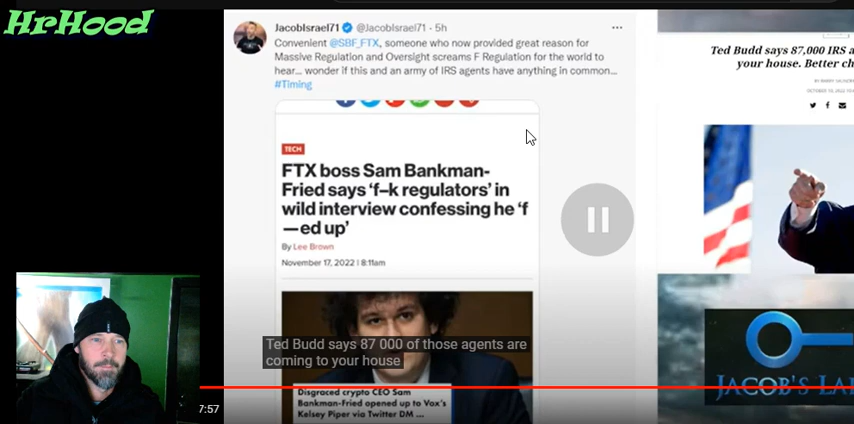 HrHood
JacobIsrael71 @JacobIsrael71 · 5h
Convenient @SBF_FTX, someone who now provided great reason for
Massive Regulation and Oversight screams F Regulation for the world to
hear... wonder if this and an army of IRS agents have anything in common...
#Timing
TECH
FTX boss Sam Bankman-
Fried says ‘f–k regulators’ in
wild interview confessing he ‘f
—ed up’
By Lee Brown
November 17, 2022 | 8:11am
Ted Budd says 87 000 of those agents are
coming to your house
Disgraced crypto CEO Sam
Bankman-Fried opened up to Vox's
Kelsey Piper via Twitter DM ....
7:57
Ted Budd says 87,000 IRS a
your house. Better ch
JACOB'S LA